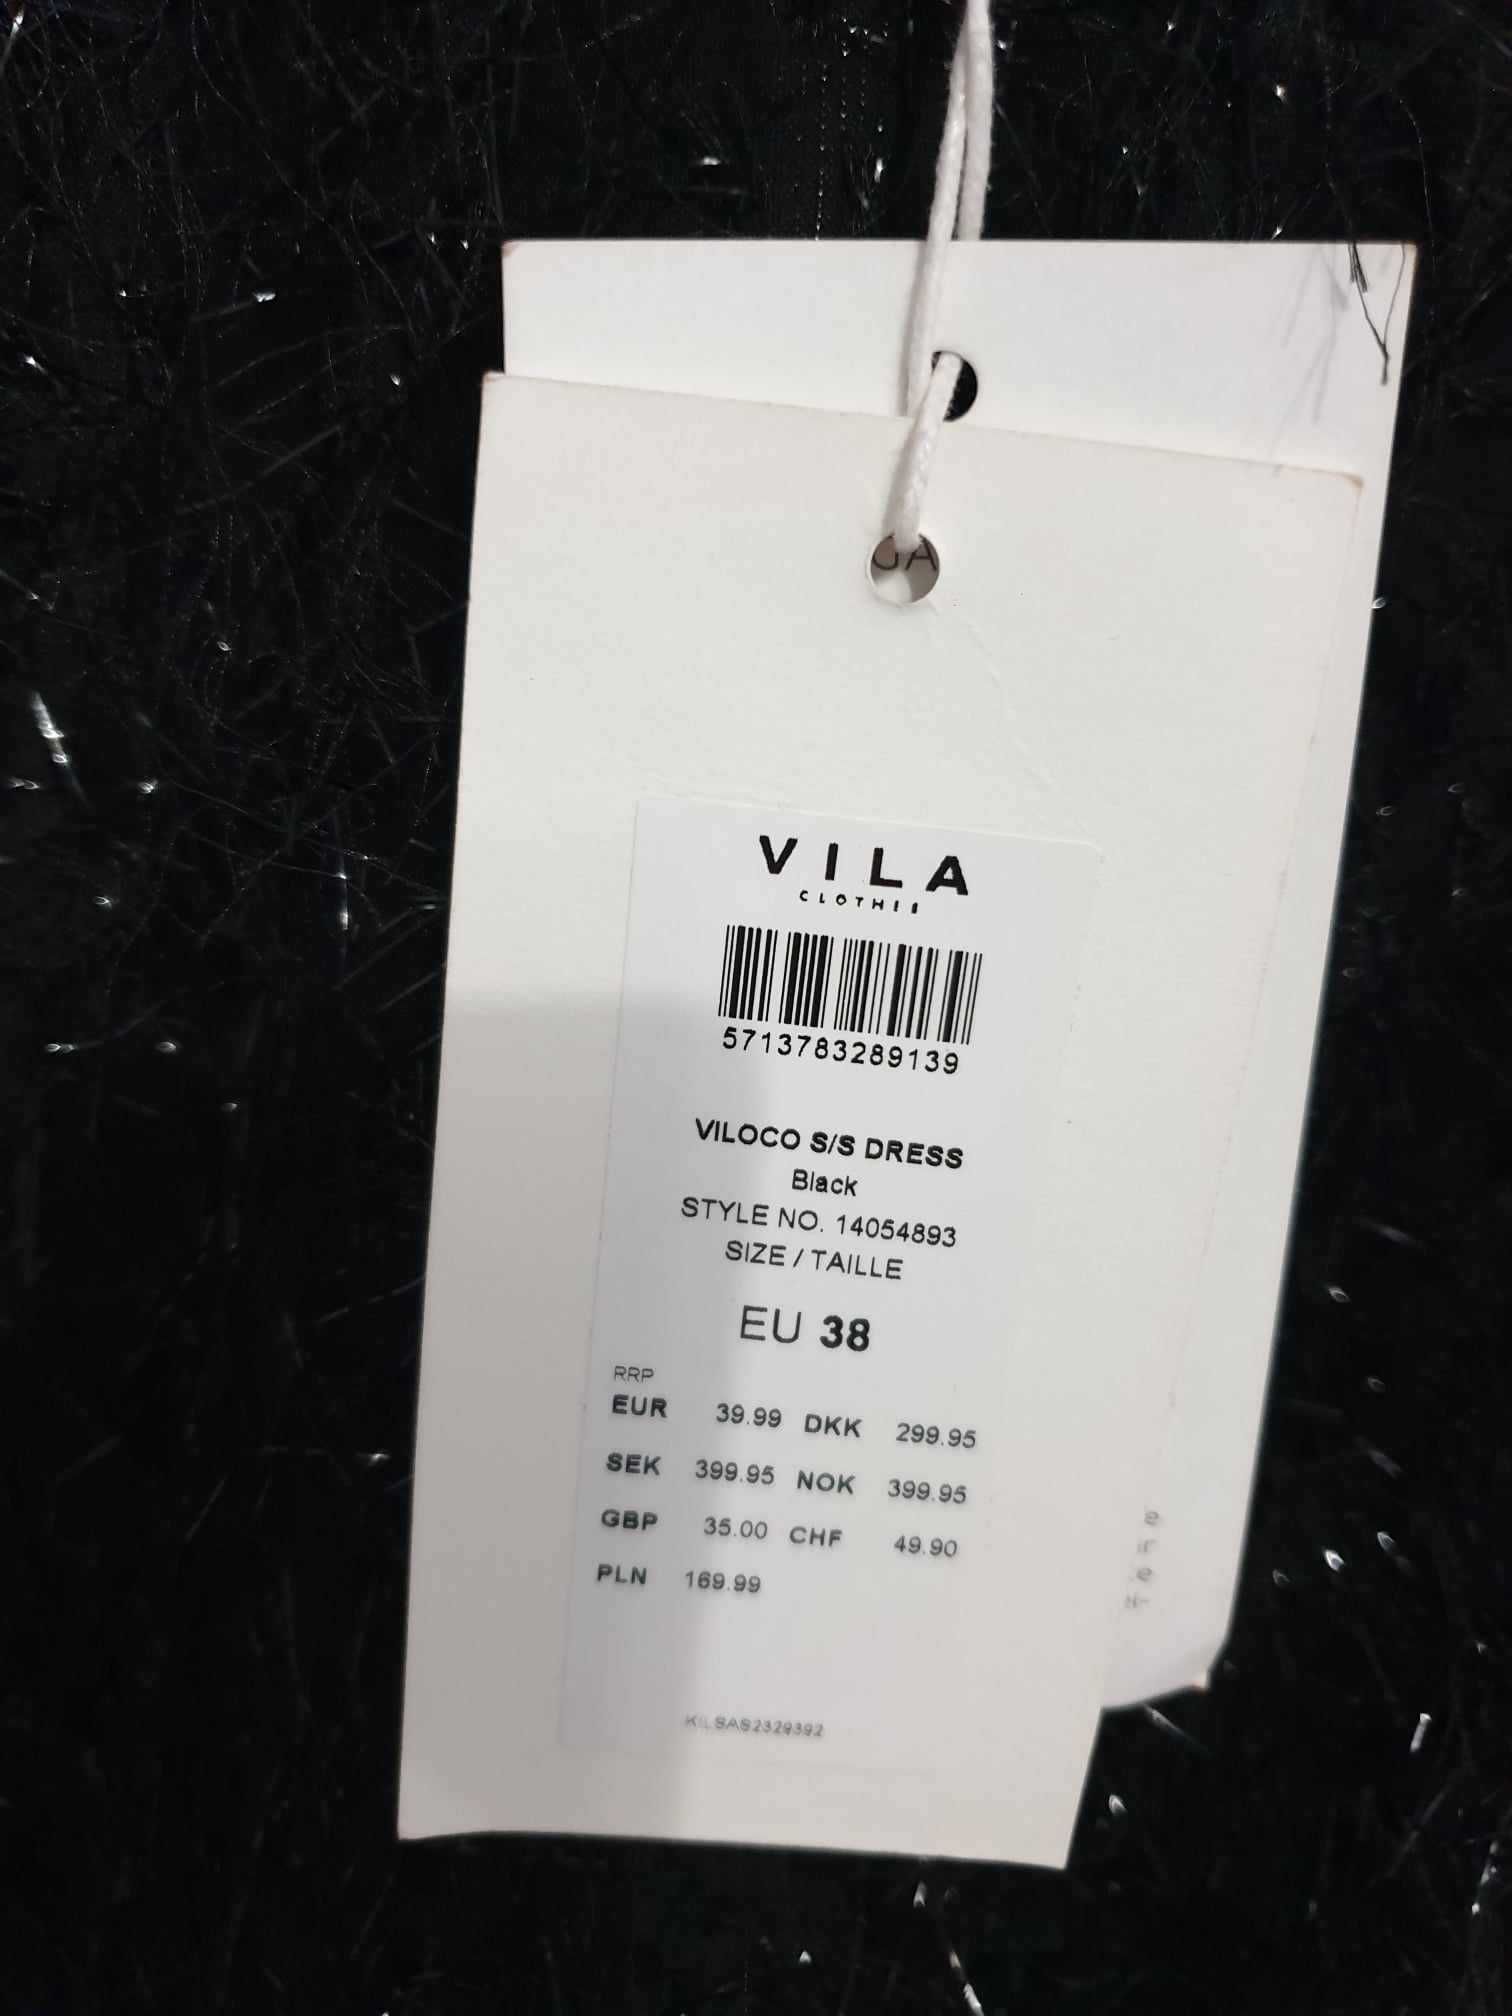 VILA
CLOTHES
5713783289139
VILOCO S/S DRESS
Black
STYLE NO. 14054893
SIZE / TAILLE
EU 38
RRP
EUR 39.99 DKK 299.95
SEK 399.95 NOK 399.95
GBP 35.00 CHF 49.90
PLN 169.99